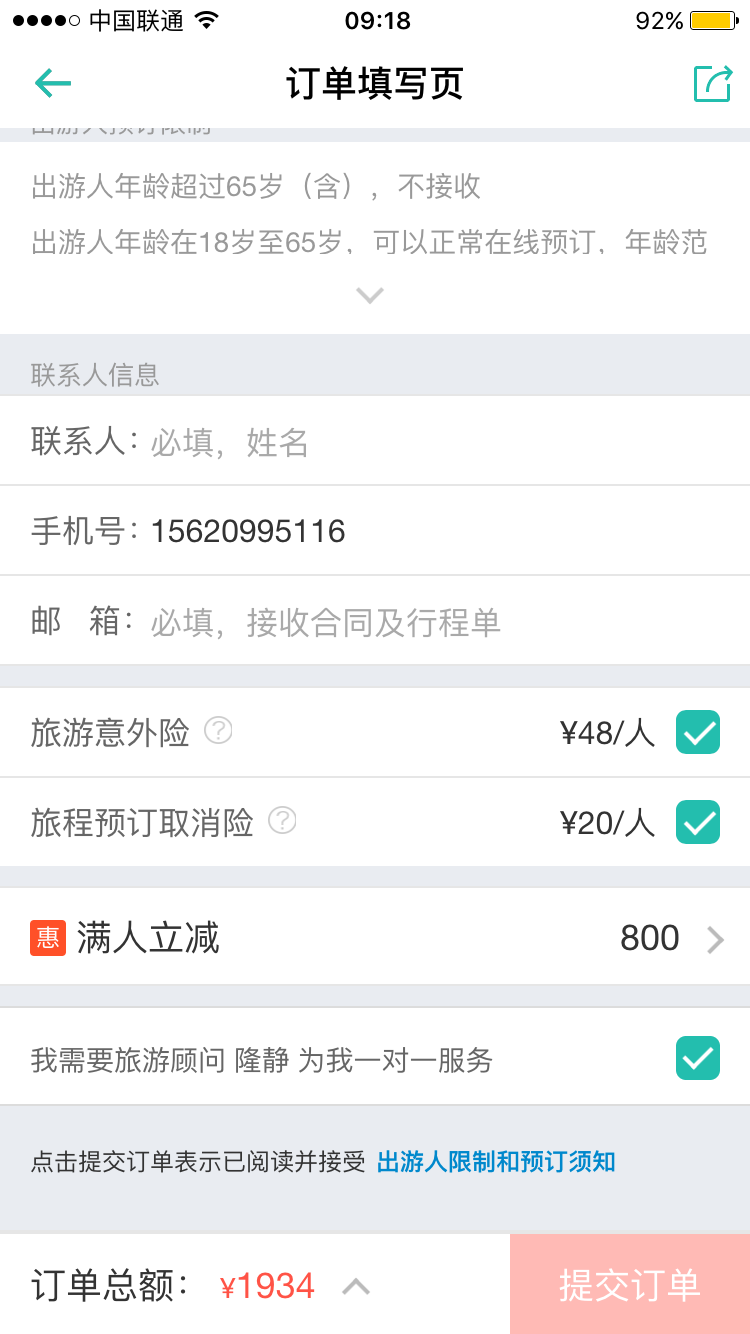 中国联通
09:18
92%
订单填写页
出游人预订限制
出游人年龄超过65岁（含），不接收
出游人年龄在18岁至65岁，可以正常在线预订，年龄范
联系人信息
联系人：必填，姓名
手机号：15620995116
邮 箱：必填，接收合同及行程单
旅游意外险 ? ¥48/人
旅程预订取消险 ? ¥20/人
惠 满人立减 800
我需要旅游顾问 隆静 为我一对一服务
点击提交订单表示已阅读并接受 出游人限制和预订须知
订单总额：¥1934
提交订单